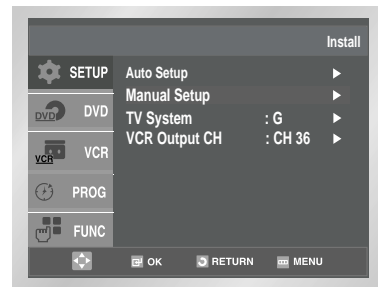 Install
SETUP
Auto Setup ►
Manual Setup ►
DVD DVD
TV System : G ►
VCR Output CH : CH 36 ►
VCR VCR
PROG
FUNC
OK RETURN MENU